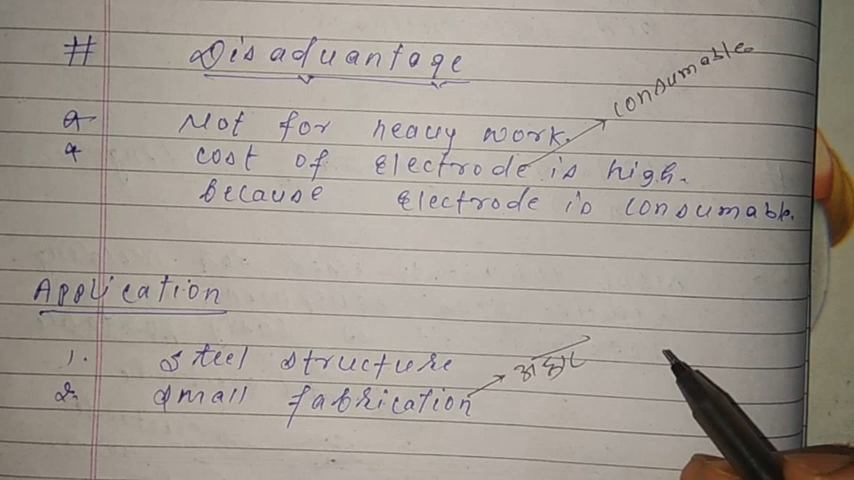 # Disadvantage
* Not for heavy work.
* Cost of Electrode is high. → consumable
because Electrode is consumable.
Application
1. Steel structure
2. Small fabrication →